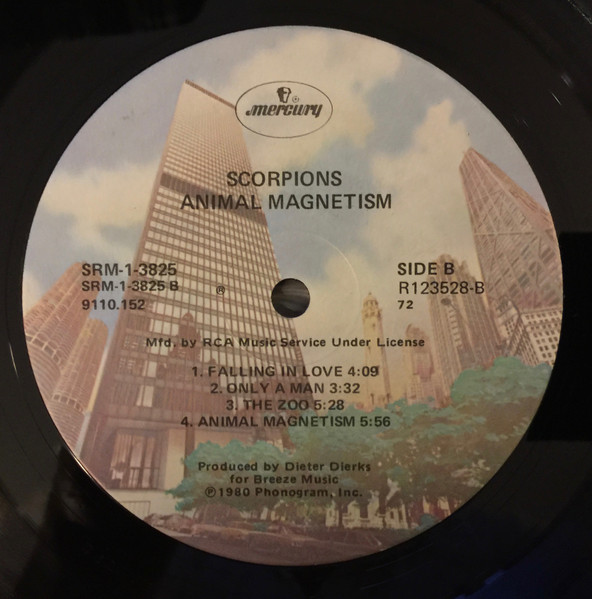 mercury
SCORPIONS
ANIMAL MAGNETISM
SRM-1-3825
SRM-1-3825 B
9110.152
®
SIDE B
R123528-B
72
Mfd. by RCA Music Service Under License
1. FALLING IN LOVE 4:09
2. ONLY A MAN 3:32
3. THE ZOO 5:28
4. ANIMAL MAGNETISM 5:56
Produced by Dieter Dierks
for Breeze Music
℗1980 Phonogram, Inc.